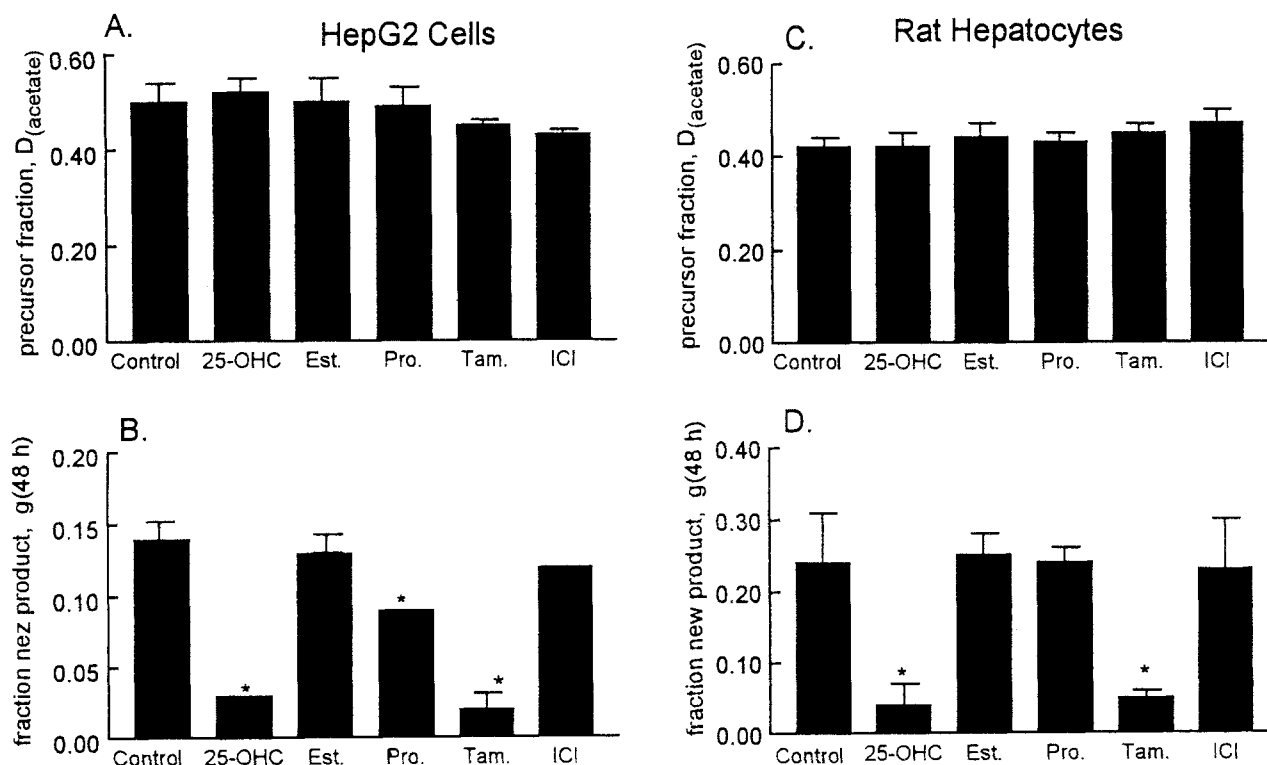 A.
HepG2 Cells
precursor fraction, D(acetate)
0.60
0.40
0.20
0.00
Control 25-OHC Est. Pro. Tam. ICI
C.
Rat Hepatocytes
precursor fraction, D(acetate)
0.60
0.40
0.20
0.00
Control 25-OHC Est. Pro. Tam. ICI
B.
fraction nez product, g(48 h)
0.20
0.15
0.10
0.05
0.00
*
*
*
Control 25-OHC Est. Pro. Tam. ICI
D.
fraction new product, g(48 h)
0.40
0.30
0.20
0.10
0.00
*
*
Control 25-OHC Est. Pro. Tam. ICI